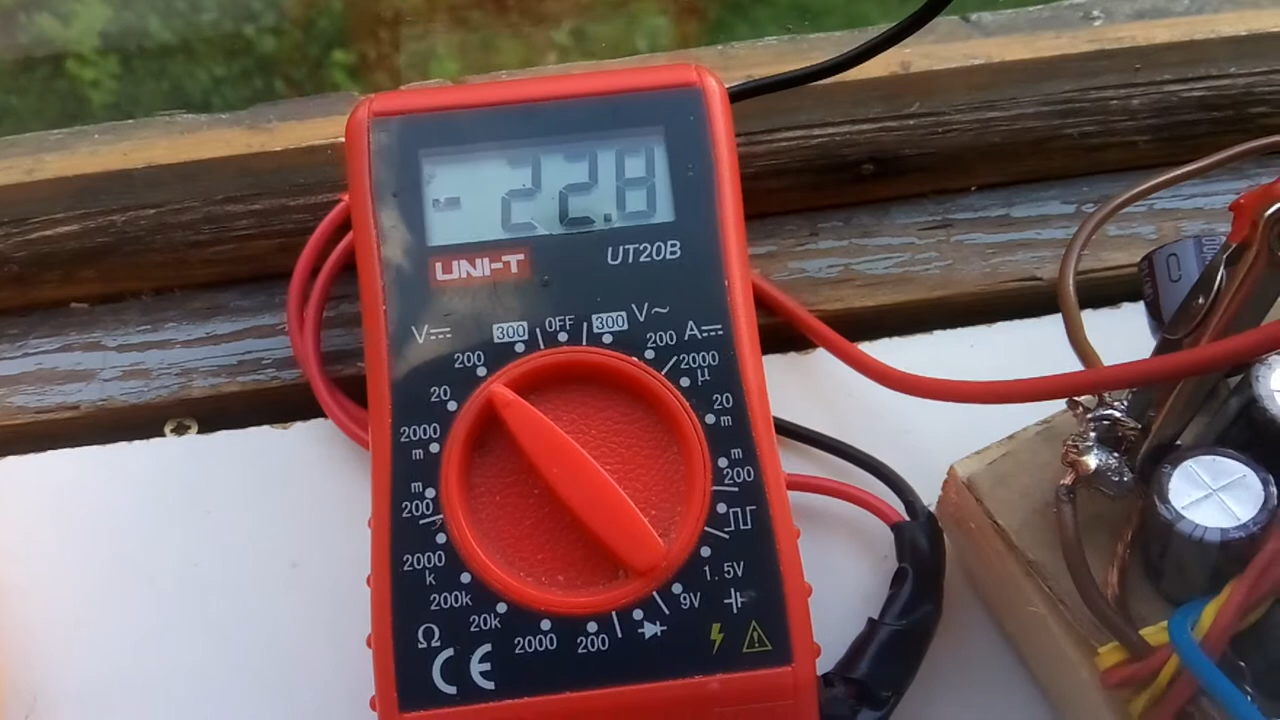 - 22.8
UNI-T
UT20B
V⎓ 300 OFF 300 V~
200 200 A⎓
2000
μ
20 20
m
2000
m
m
200
m
200
2000
k
1.5V
200k 9V
20k
Ω 2000 200
CE